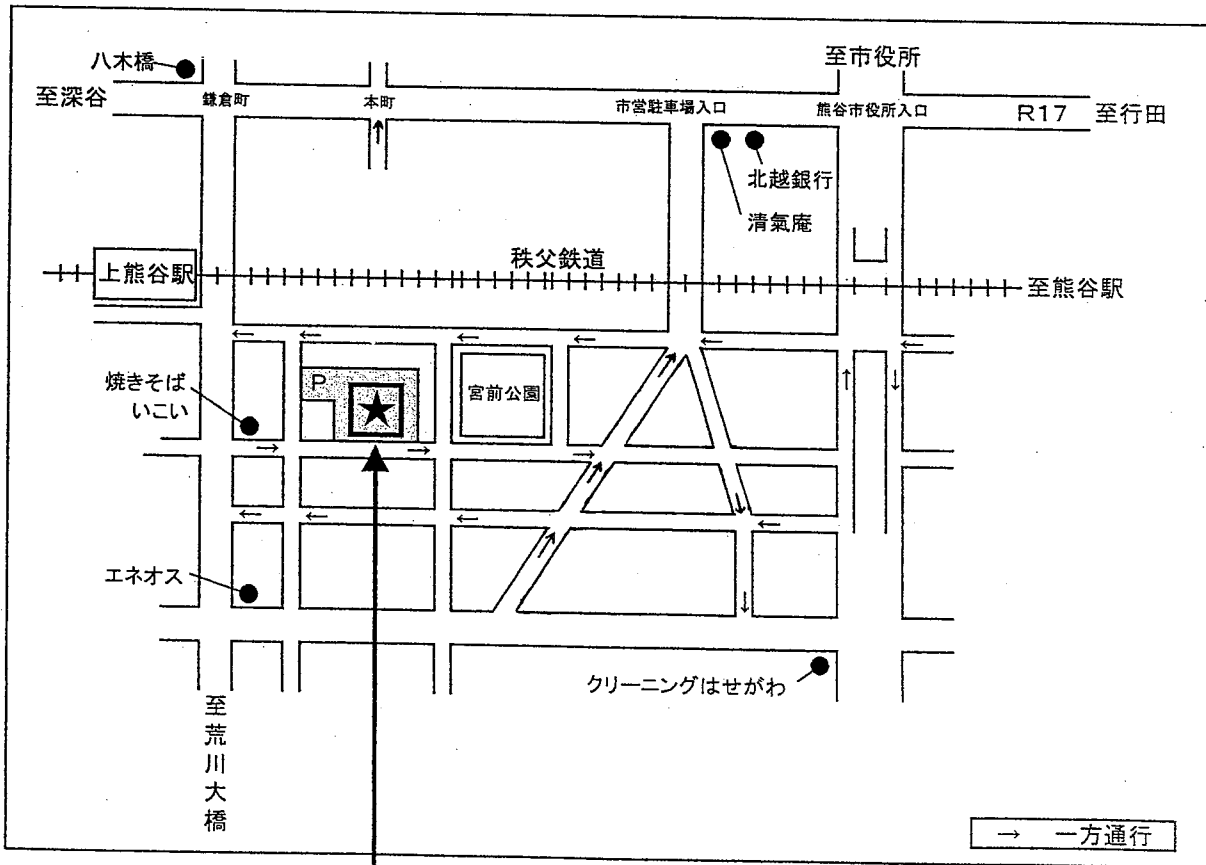 至市役所
八木橋
至深谷
鎌倉町
本町
市営駐車場入口
熊谷市役所入口
R17
至行田
北越銀行
清氣庵
秩父鉄道
上熊谷駅
至熊谷駅
← ← ← ← ← ←
焼きそば
いこい
P
★
宮前公園
↑ ↓
→ → →
← ← ← ←
エネオス
クリーニングはせがわ
至荒川大橋
→ 一方通行